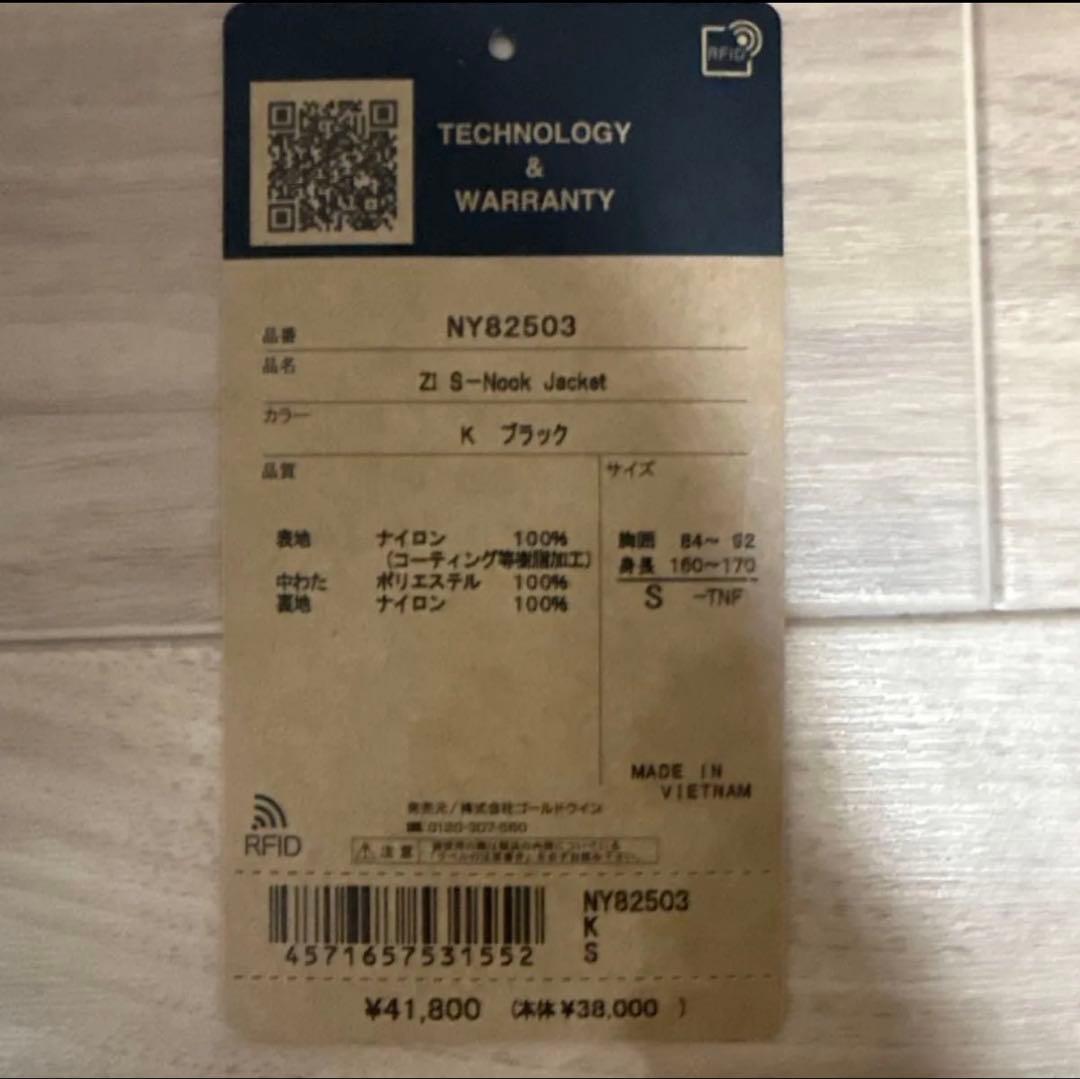 RFID
TECHNOLOGY
&
WARRANTY
品番 NY82503
品名 ZI S-Nook Jacket
カラー K ブラック
品質
表地 ナイロン 100%
(コーティング等樹脂加工)
中わた ポリエステル 100%
裏地 ナイロン 100%
サイズ
胸囲 84～ 92
身長 160～170
S -TNF
MADE IN
VIETNAM
発売元/株式会社ゴールドウイン
0120-307-560
RFID
注意
NY82503
K
S
4571657531552
¥41,800 (本体¥38,000 )